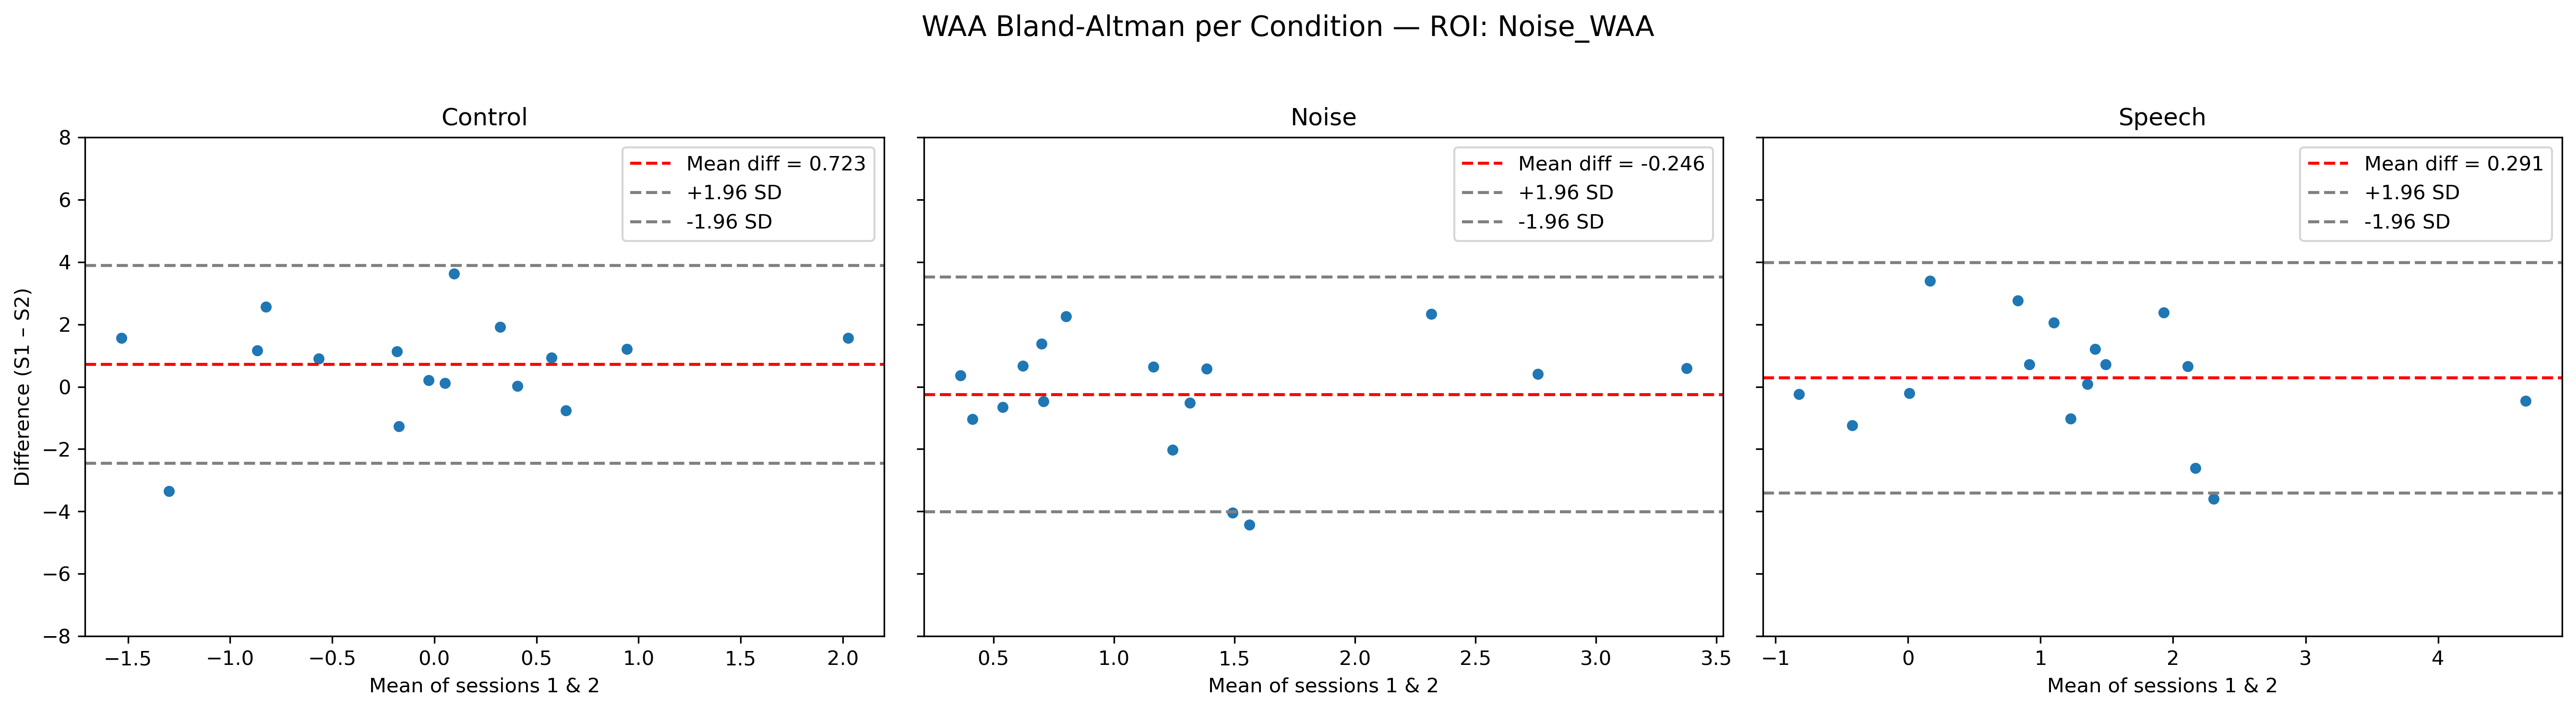 WAA Bland-Altman per Condition — ROI: Noise_WAA
Control
Mean diff = 0.723
+1.96 SD
-1.96 SD
Difference (S1 – S2)
8
6
4
2
0
−2
−4
−6
−8
−1.5 −1.0 −0.5 0.0 0.5 1.0 1.5 2.0
Mean of sessions 1 & 2
Noise
Mean diff = -0.246
+1.96 SD
-1.96 SD
0.5 1.0 1.5 2.0 2.5 3.0 3.5
Mean of sessions 1 & 2
Speech
Mean diff = 0.291
+1.96 SD
-1.96 SD
−1 0 1 2 3 4
Mean of sessions 1 & 2